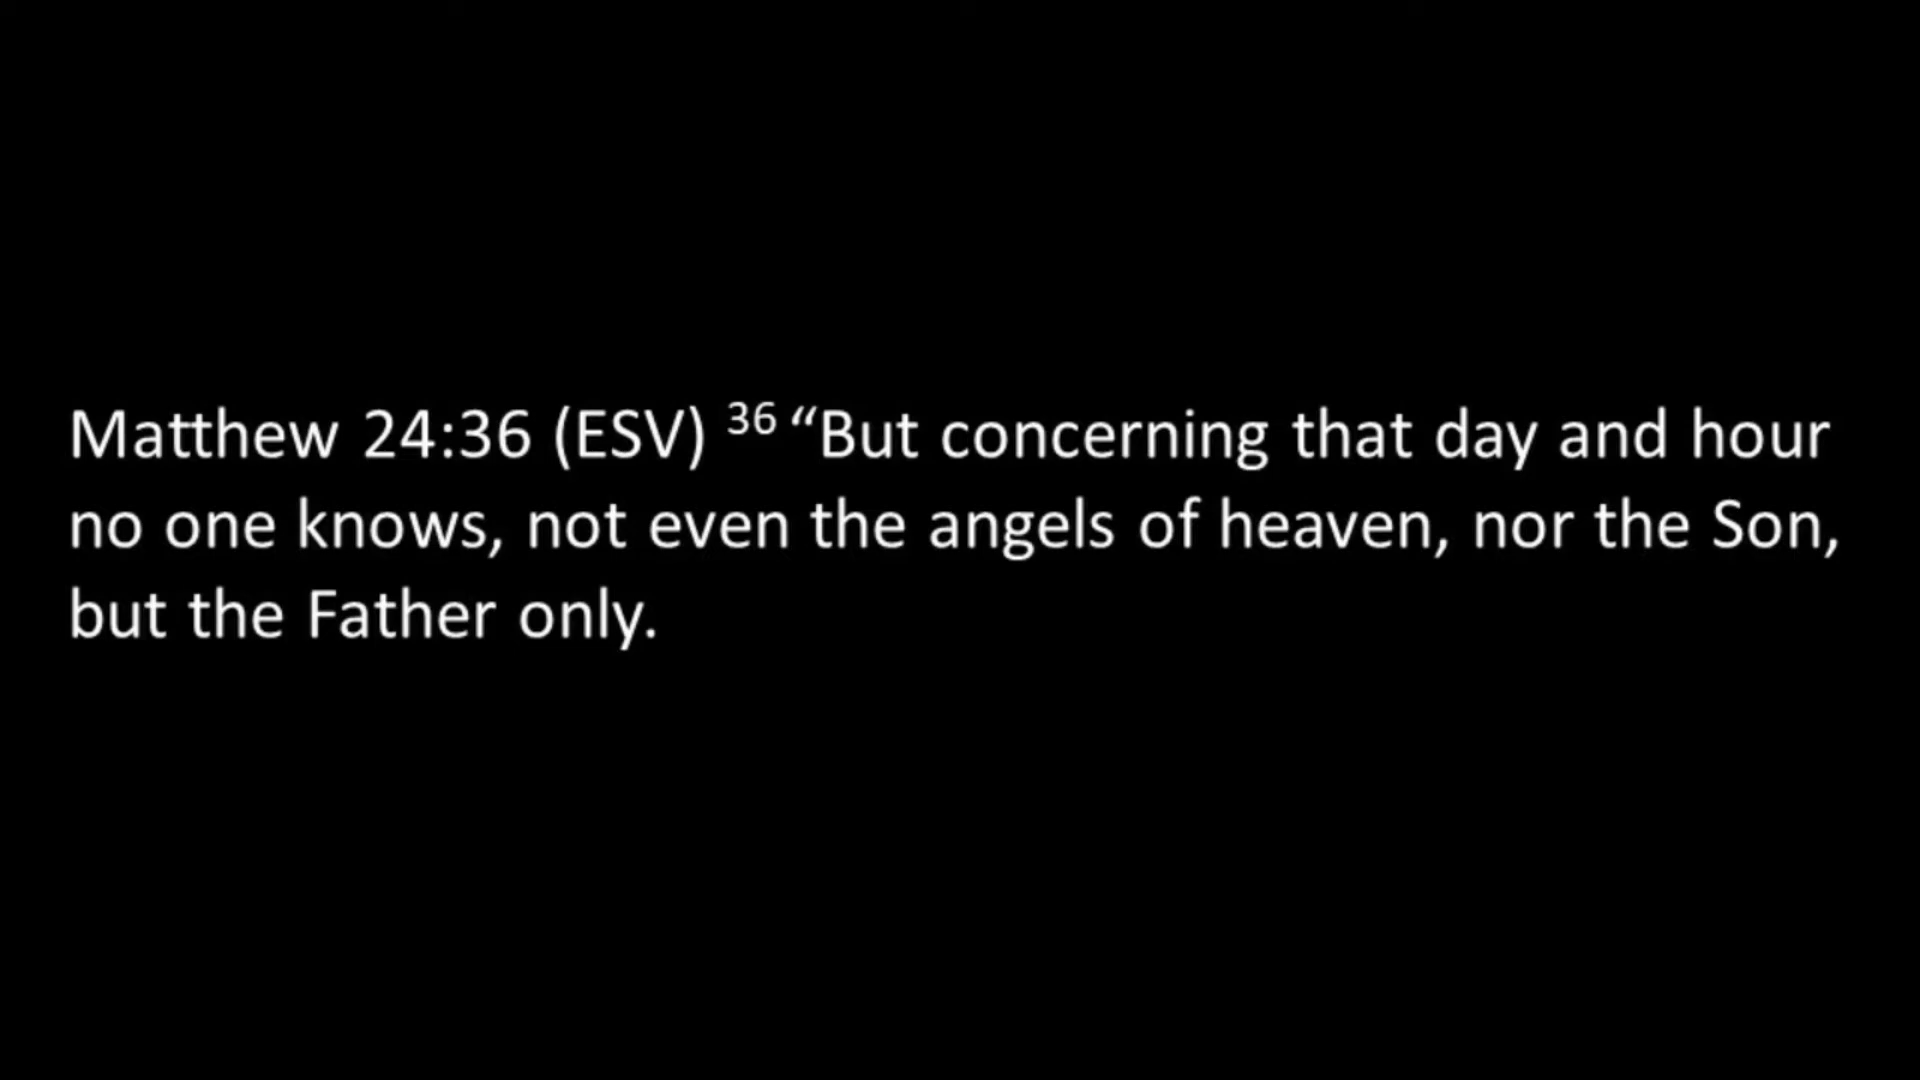 Matthew 24:36 (ESV) ³⁶ “But concerning that day and hour
no one knows, not even the angels of heaven, nor the Son,
but the Father only.